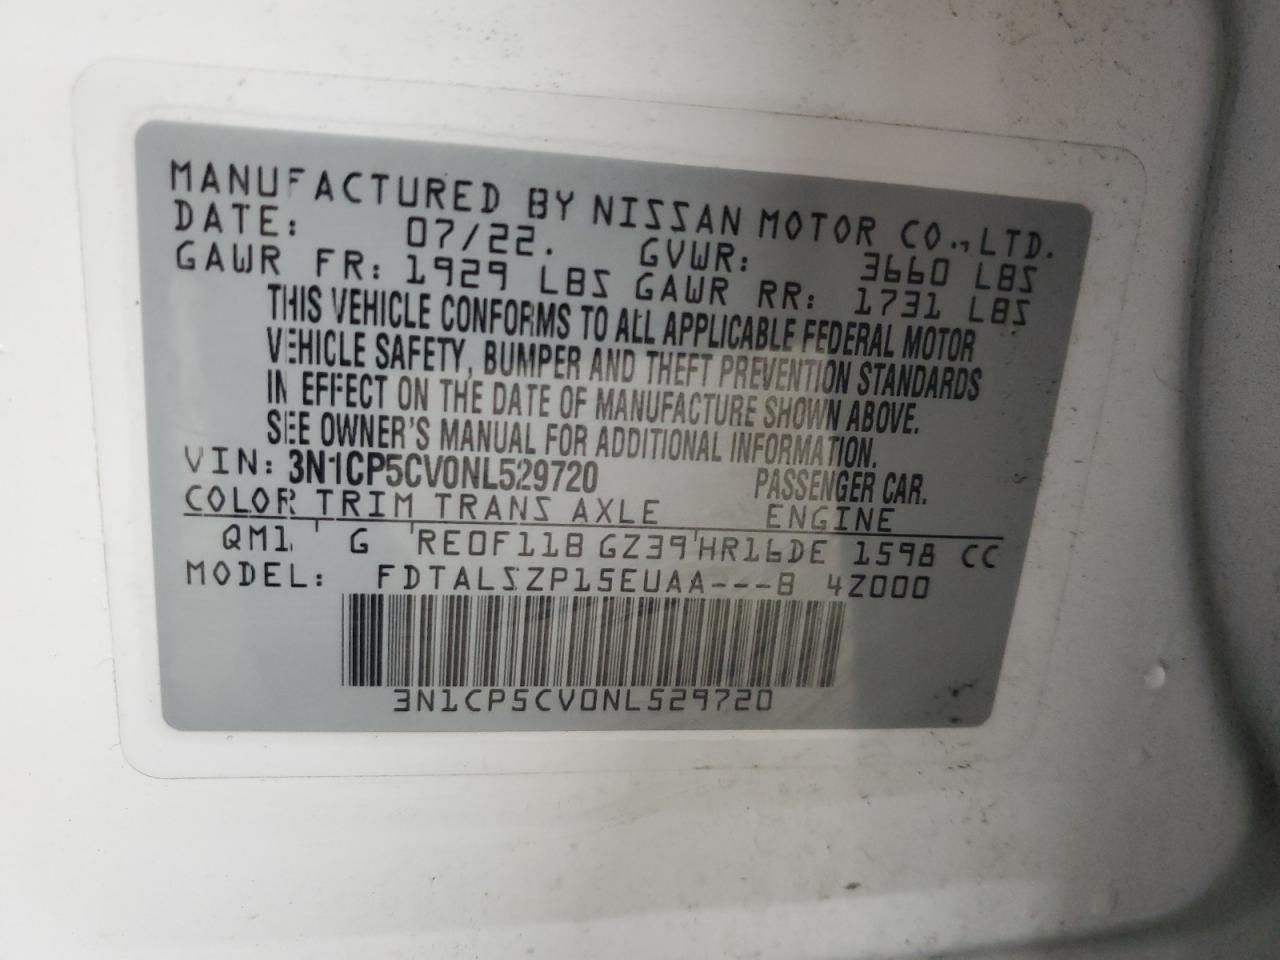 MANUFACTURED BY NISSAN MOTOR CO., LTD.
DATE: 07/22. GVWR: 3660 LBS
GAWR FR: 1929 LBS GAWR RR: 1731 LBS
THIS VEHICLE CONFORMS TO ALL APPLICABLE FEDERAL MOTOR
VEHICLE SAFETY, BUMPER AND THEFT PREVENTION STANDARDS
IN EFFECT ON THE DATE OF MANUFACTURE SHOWN ABOVE.
SEE OWNER'S MANUAL FOR ADDITIONAL INFORMATION.
VIN: 3N1CP5CV0NL529720 PASSENGER CAR.
COLOR TRIM TRANS AXLE ENGINE
QM1 ' G 'RE0F11B GZ39'HR16DE 1598 CC
MODEL: FDTALSZP15EUAA---B 4Z000
3N1CP5CV0NL529720